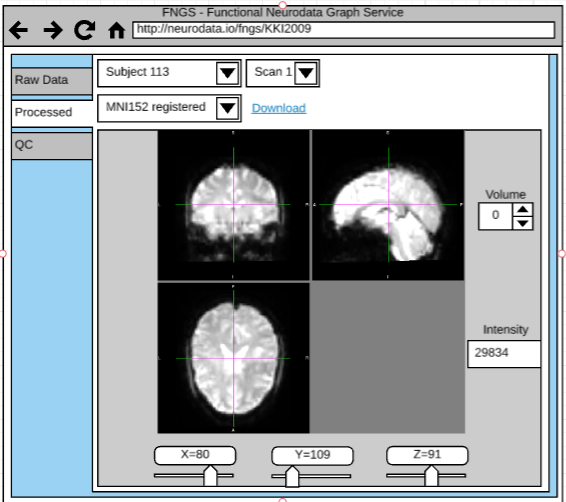 FNGS - Functional Neurodata Graph Service
http://neurodata.io/fngs/KKI2009
Raw Data
Processed
QC
Subject 113
Scan 1
MNI152 registered
Download
Volume
0
Intensity
29834
X=80
Y=109
Z=91